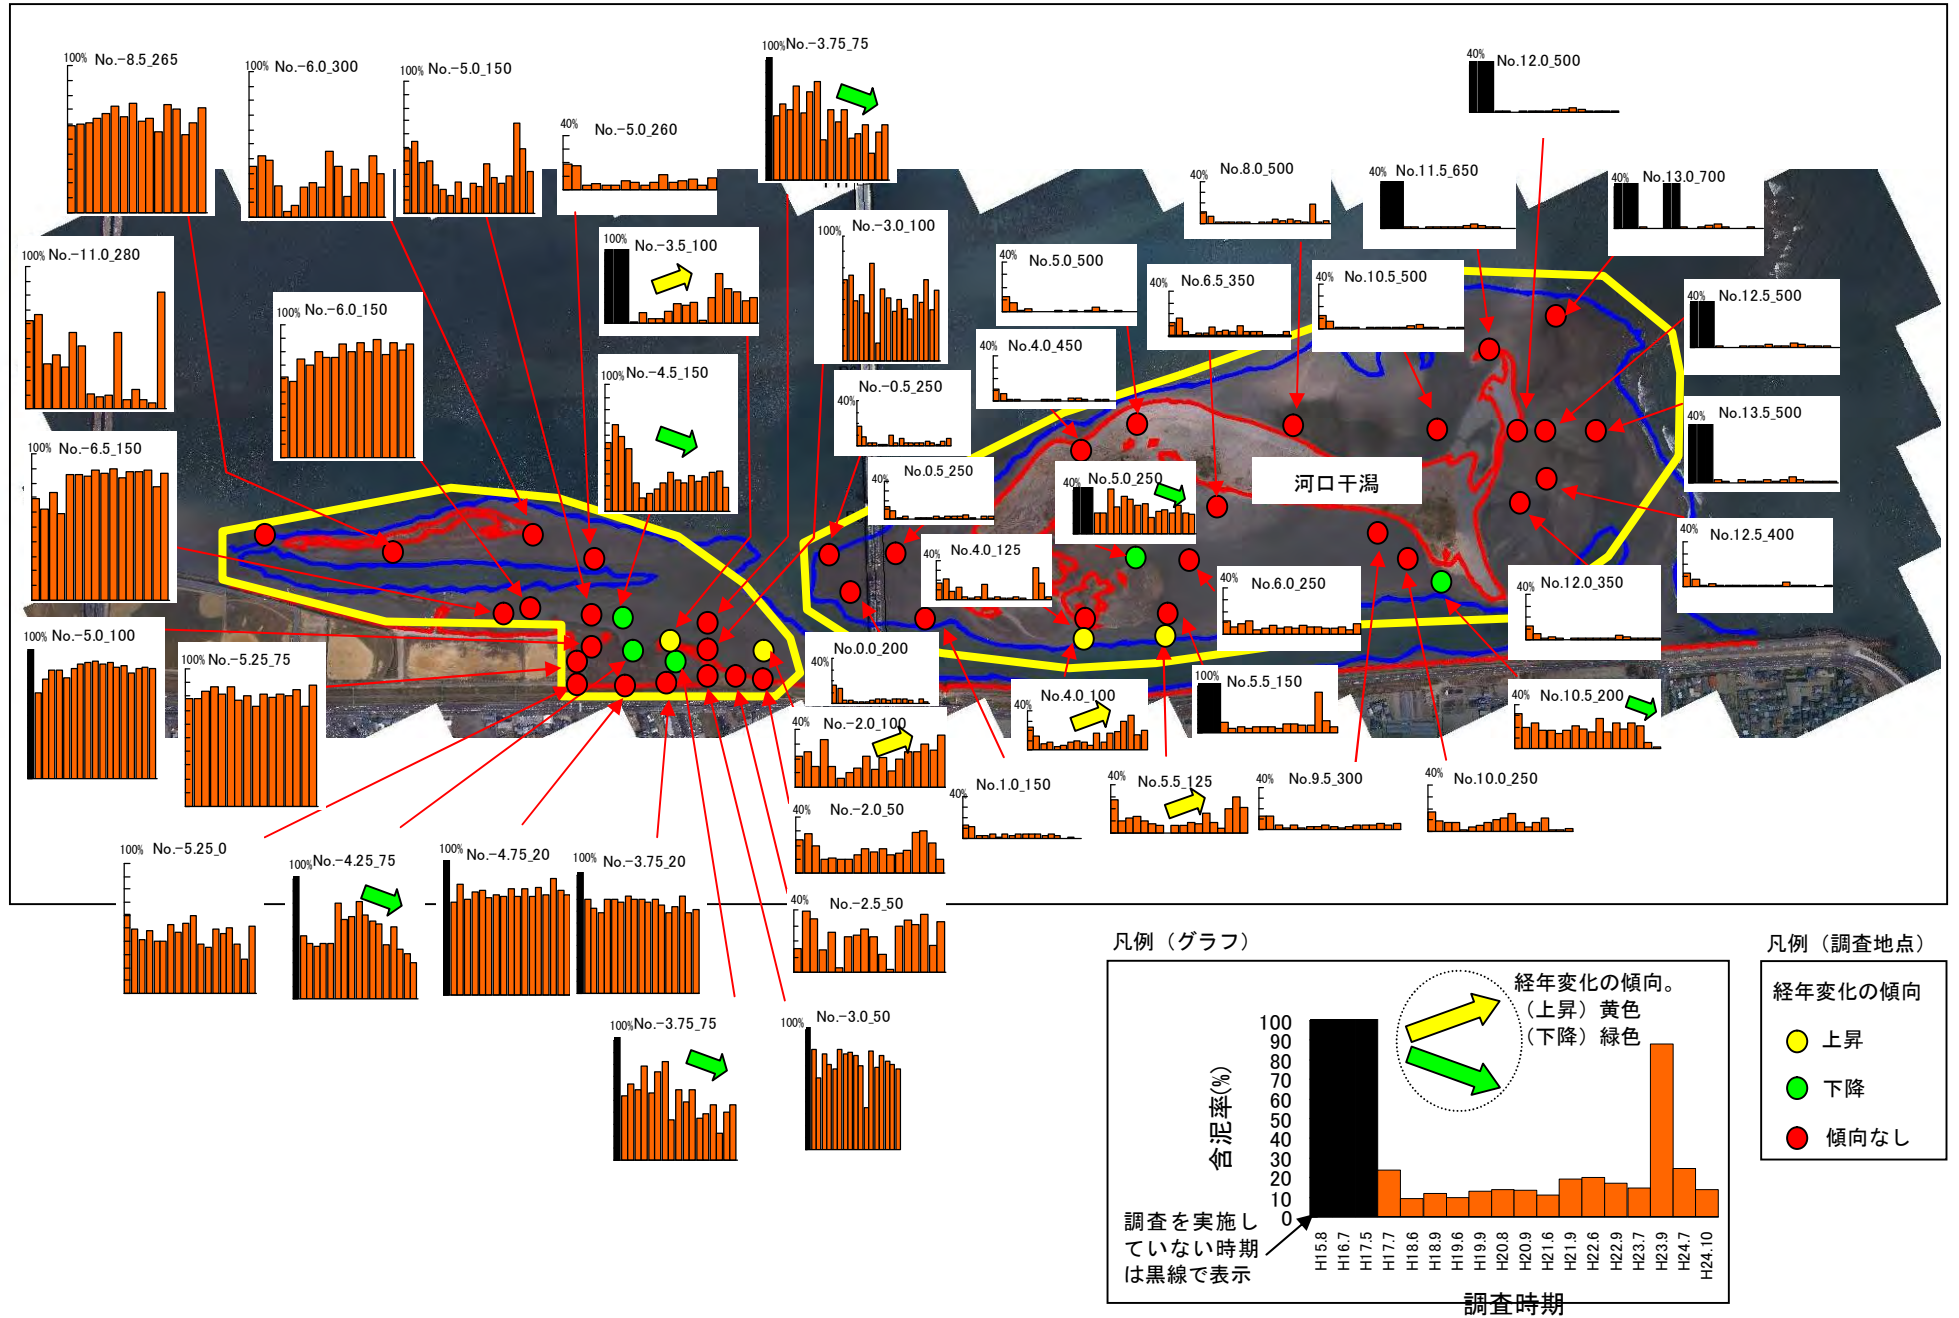 100% No.-8.5_265
100% No.-6.0_300
100% No.-5.0_150
40% No.-5.0_260
100% No.-3.75_75
40% No.12.0_500
100% No.-11.0_280
100% No.-6.0_150
100% No.-3.5_100
100% No.-3.0_100
40% No.8.0_500
40% No.11.5_650
40% No.13.0_700
40% No.5.0_500
40% No.6.5_350
40% No.10.5_500
40% No.12.5_500
40% No.4.0_450
100% No.-4.5_150
40% No.-0.5_250
40% No.13.5_500
100% No.-6.5_150
40% No.0.5_250
40% No.5.0_250
河口干潟
40% No.4.0_125
40% No.12.5_400
40% No.6.0_250
40% No.12.0_350
100% No.-5.0_100
100% No.-5.25_75
40% No.0.0_200
100% No.5.5_150
40% No.4.0_100
40% No.10.5_200
40% No.-2.0_100
40% No.1.0_150
40% No.5.5_125
40% No.9.5_300
40% No.10.0_250
40% No.-2.0_50
100% No.-5.25_0
100% No.-4.25_75
100% No.-4.75_20
100% No.-3.75_20
40% No.-2.5_50
100% No.-3.75_75
100% No.-3.0_50
凡例（グラフ）
凡例（調査地点）
経年変化の傾向。
（上昇）黄色
（下降）緑色
経年変化の傾向
上昇
下降
傾向なし
含泥率(%)
100
90
80
70
60
50
40
30
20
10
0
調査を実施し
ていない時期
は黒線で表示
H15.8
H16.7
H17.5
H17.7
H18.6
H18.9
H19.6
H19.9
H20.8
H20.9
H21.6
H21.9
H22.6
H22.9
H23.7
H23.9
H24.7
H24.10
調査時期